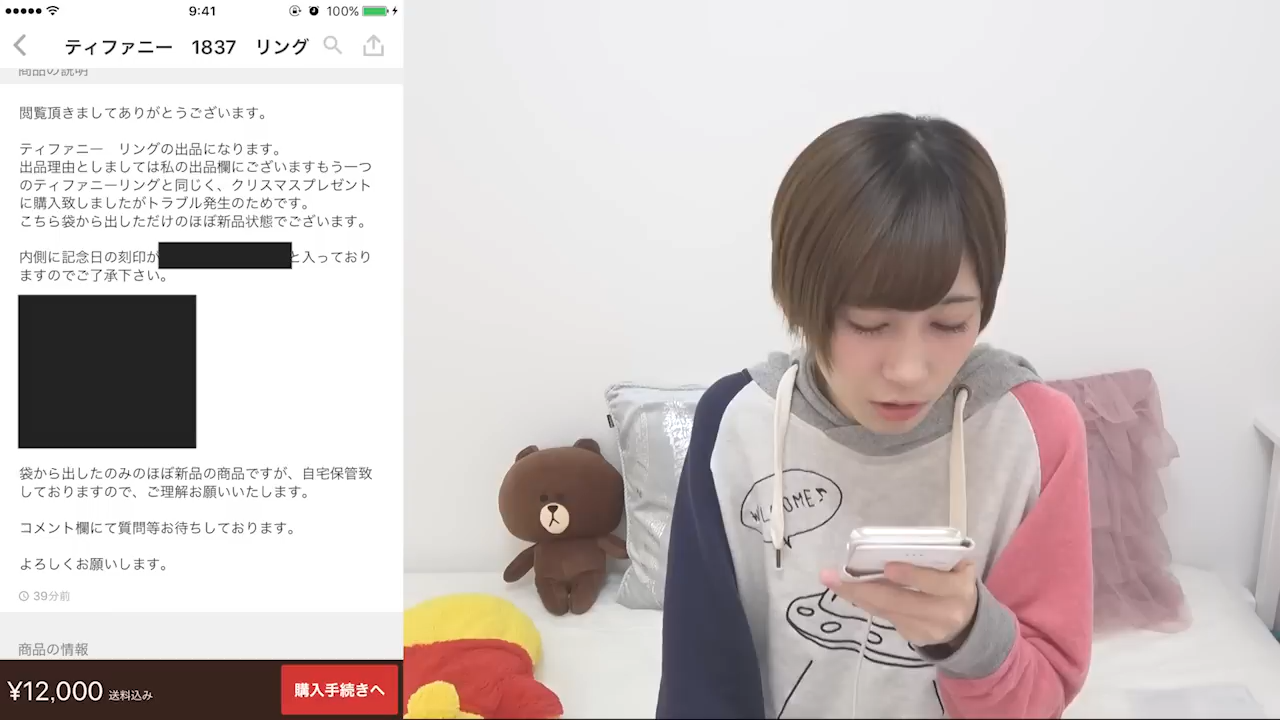 9:41
100%
ティファニー 1837 リング
商品の説明
閲覧頂きましてありがとうございます。
ティファニー リングの出品になります。
出品理由としましては私の出品欄にございますもう一つ
のティファニーリングと同じく、クリスマスプレゼント
に購入致しましたがトラブル発生のためです。
こちら袋から出しただけのほぼ新品状態でございます。
内側に記念日の刻印が
と入っており
ますのでご了承下さい。
袋から出したのみのほぼ新品の商品ですが、自宅保管致
しておりますので、ご理解お願いいたします。
コメント欄にて質問等お待ちしております。
よろしくお願いします。
39分前
商品の情報
¥12,000 送料込み
購入手続きへ
WELCOME